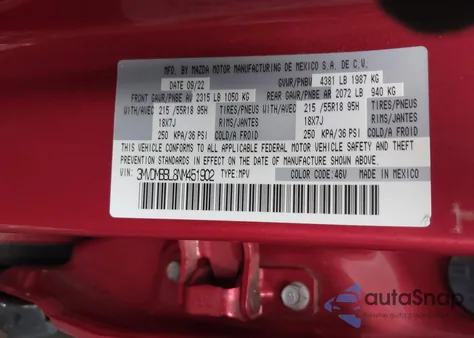 MFD. BY MAZDA MOTOR MANUFACTURING DE MEXICO S.A. DE C.V.
DATE 09/22 GVWR/PNBV 4381 LB 1987 KG
FRONT GAWR/PNBE AV 2315 LB 1050 KG REAR GAWR/PNBE AR 2072 LB 940 KG
WITH/AVEC 215 /55R18 95H TIRES/PNEUS WITH/AVEC 215 /55R18 95H TIRES/PNEUS
18X7J RIMS/JANTES 18X7J RIMS/JANTES
250 KPA/36 PSI COLD/A FROID 250 KPA/36 PSI COLD/A FROID
THIS VEHICLE CONFORMS TO ALL APPLICABLE FEDERAL MOTOR VEHICLE SAFETY AND THEFT
PREVENTION STANDARDS IN EFFECT ON THE DATE OF MANUFACTURE SHOWN ABOVE.
VIN: 3MVDMBBL8NM451902 TYPE:MPV COLOR CODE:46V MADE IN MEXICO
autoSnap
Your auto price guide